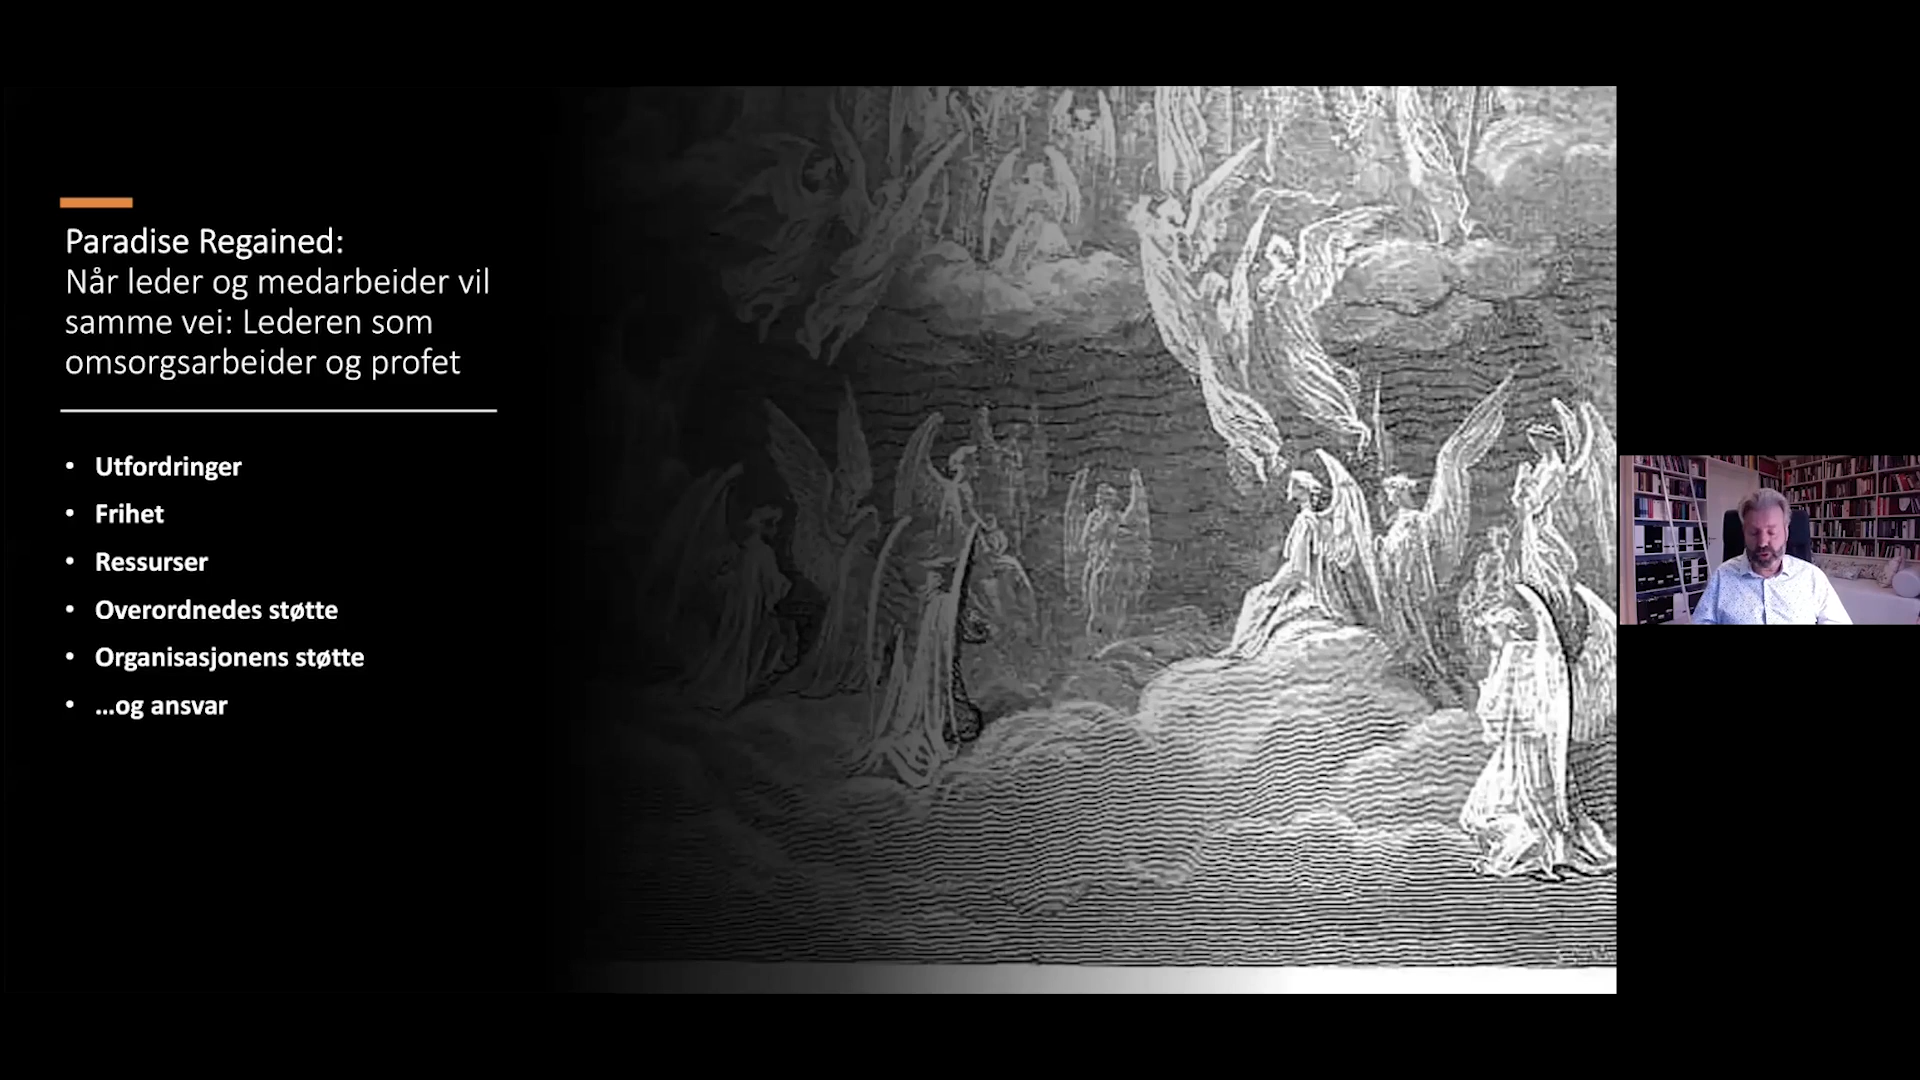 Paradise Regained:
Når leder og medarbeider vil
samme vei: Lederen som
omsorgsarbeider og profet
• Utfordringer
• Frihet
• Ressurser
• Overordnedes støtte
• Organisasjonens støtte
• ...og ansvar